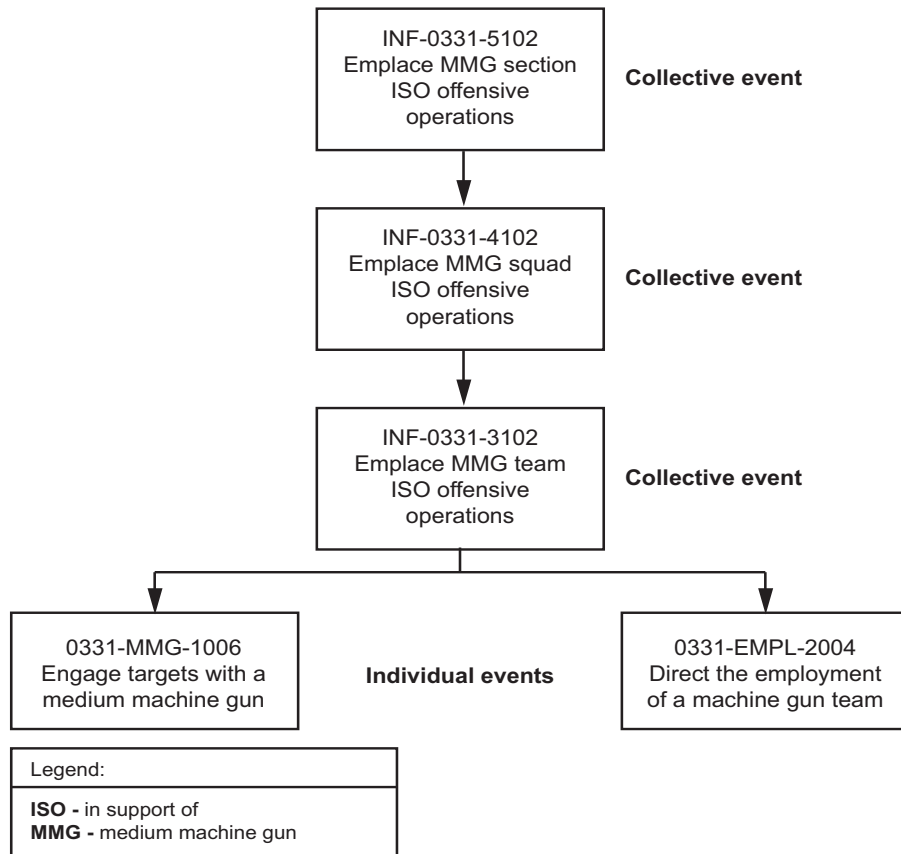 INF-0331-5102
Emplace MMG section
ISO offensive
operations
Collective event
INF-0331-4102
Emplace MMG squad
ISO offensive
operations
Collective event
INF-0331-3102
Emplace MMG team
ISO offensive
operations
Collective event
0331-MMG-1006
Engage targets with a
medium machine gun
Individual events
0331-EMPL-2004
Direct the employment
of a machine gun team
Legend:
ISO - in support of
MMG - medium machine gun